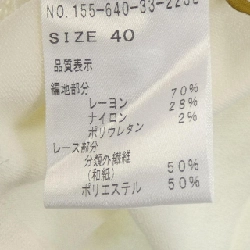 NO.155-640-33-2250
SIZE 40
品質表示
編地部分
レーヨン 70%
ナイロン 28%
ポリウレタン 2%
レース部分
分類外繊維 50%
(和紙)
ポリエステル 50%